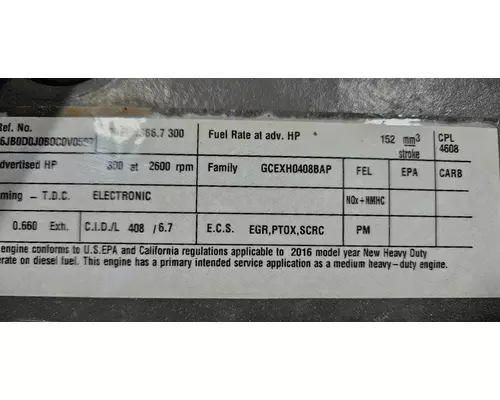 Ref. No. 66.7 300 Fuel Rate at adv. HP 152 mm3 stroke CPL 4608
dvertised HP 300 at 2600 rpm Family GCEXH0408BAP FEL EPA CARB
ming – T.D.C. ELECTRONIC NOx+NMHC
0.660 Exh. C.I.D./L 408 / 6.7 E.C.S. EGR,PTOX,SCRC PM
engine conforms to U.S.EPA and California regulations applicable to 2016 model year New Heavy Duty
erate on diesel fuel. This engine has a primary intended service application as a medium heavy-duty engine.